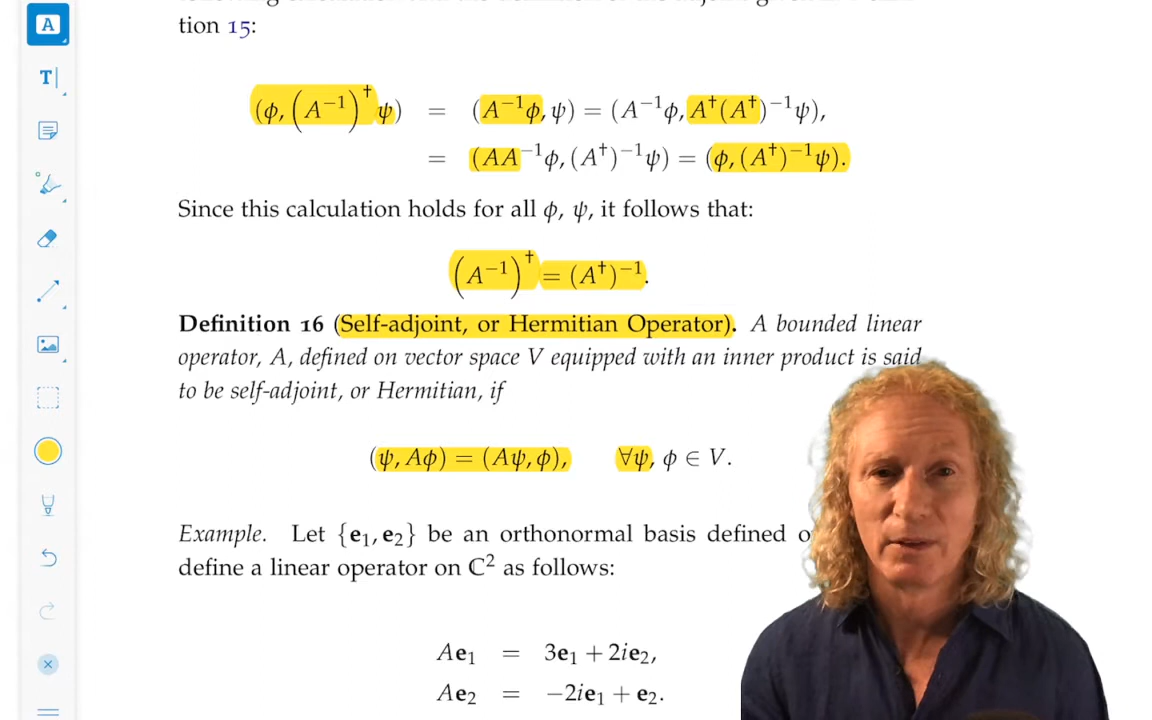 tion 15:
(ϕ, (A⁻¹)† ψ) = (A⁻¹ϕ, ψ) = (A⁻¹ϕ, A†(A†)⁻¹ψ),
= (AA⁻¹ϕ, (A†)⁻¹ψ) = (ϕ, (A†)⁻¹ψ).
Since this calculation holds for all ϕ, ψ, it follows that:
(A⁻¹)† = (A†)⁻¹.
Definition 16 (Self-adjoint, or Hermitian Operator). A bounded linear
operator, A, defined on vector space V equipped with an inner product is said
to be self-adjoint, or Hermitian, if
(ψ, Aϕ) = (Aψ, ϕ), ∀ψ, ϕ ∈ V.
Example. Let {e₁, e₂} be an orthonormal basis defined
define a linear operator on ℂ² as follows:
Ae₁ = 3e₁ + 2ie₂,
Ae₂ = −2ie₁ + e₂.